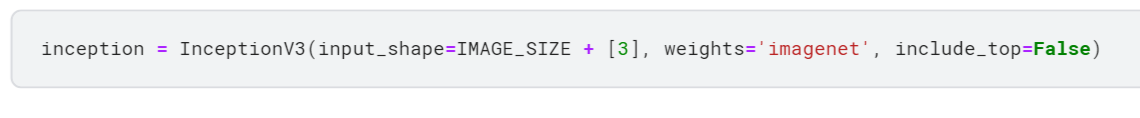 inception = InceptionV3(input_shape=IMAGE_SIZE + [3], weights='imagenet', include_top=False)